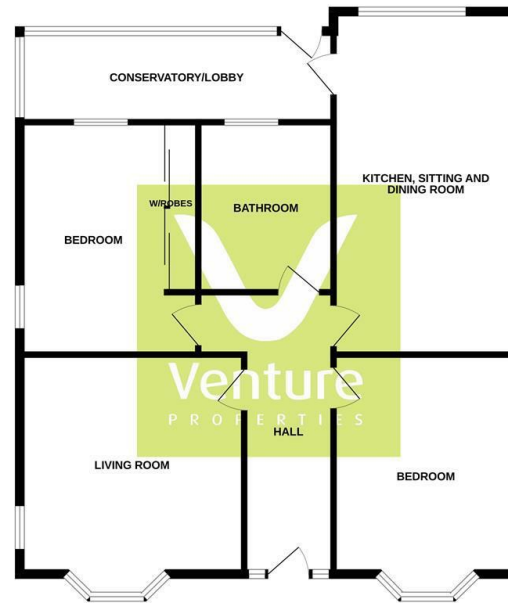 CONSERVATORY/LOBBY
KITCHEN, SITTING AND
DINING ROOM
W/ROBES
BATHROOM
BEDROOM
Venture
PROPERTIES
HALL
LIVING ROOM
BEDROOM